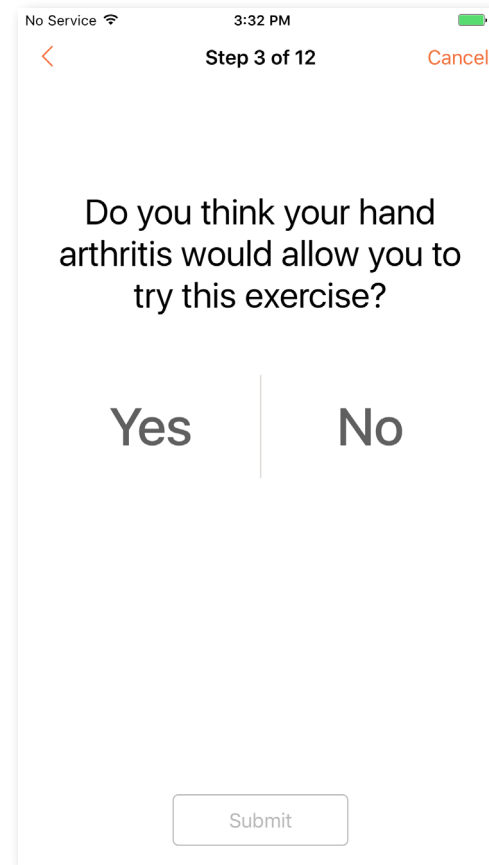 No Service 3:32 PM
Step 3 of 12 Cancel
Do you think your hand
arthritis would allow you to
try this exercise?
Yes No
Submit